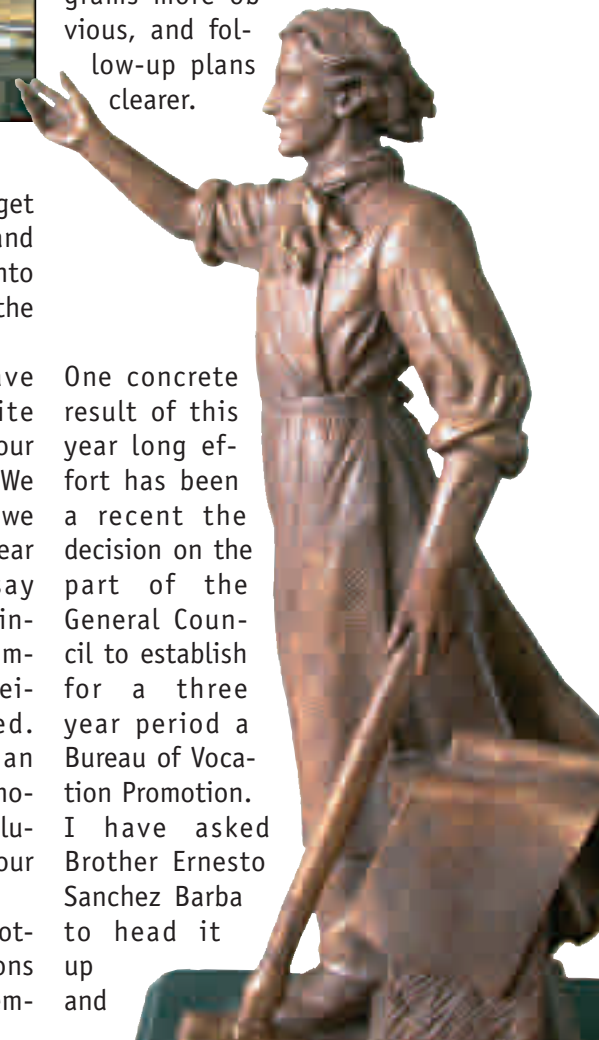 get
and
nto
the
ave
ite
our
We
we
ear
say
in-
m-
ei-
ed.
an
mo-
lu-
our
ot-
ons
em-
grams more ob
vious, and fol-
low-up plans
clearer.
One concrete
result of this
year long ef-
fort has been
a recent the
decision on the
part of the
General Coun-
cil to establish
for a three
year period a
Bureau of Voca-
tion Promotion.
I have asked
Brother Ernesto
Sanchez Barba
to head it
up
and